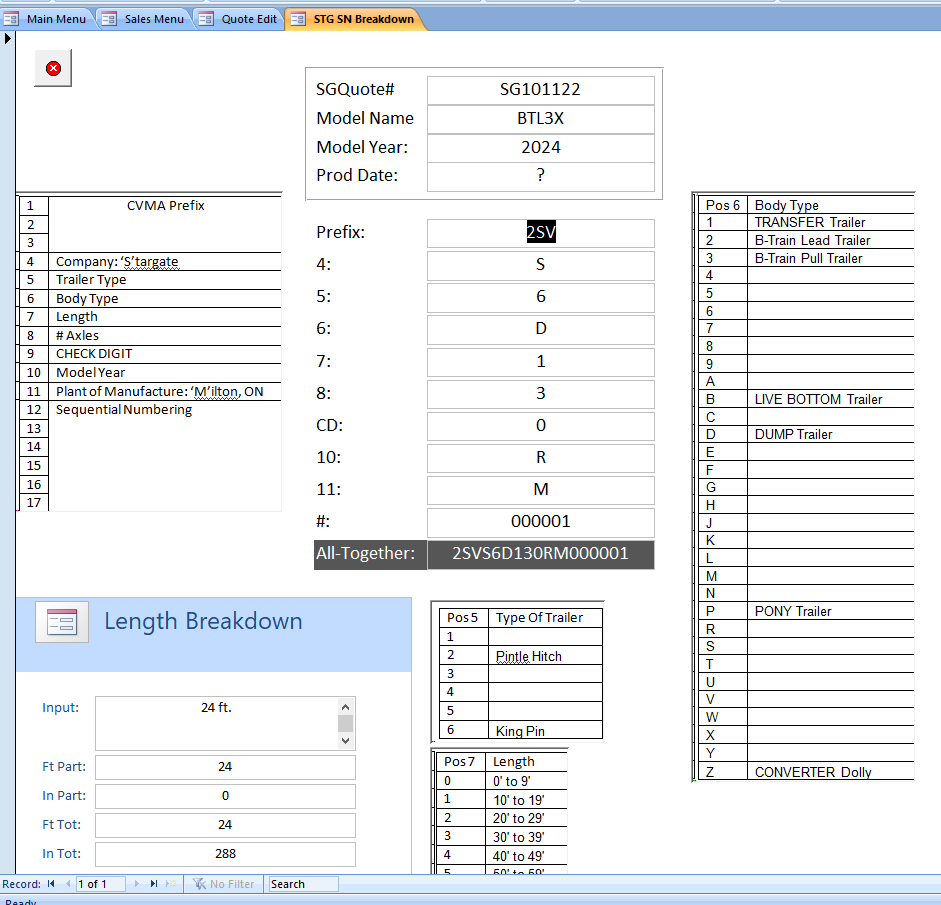 Main Menu Sales Menu Quote Edit STG SN Breakdown
SGQuote# SG101122
Model Name BTL3X
Model Year: 2024
Prod Date: ?
1 CVMA Prefix
2
3
4 Company: ‘S’targate
5 Trailer Type
6 Body Type
7 Length
8 # Axles
9 CHECK DIGIT
10 Model Year
11 Plant of Manufacture: ‘M’ilton, ON
12 Sequential Numbering
13
14
15
16
17
Prefix: 2SV
4: S
5: 6
6: D
7: 1
8: 3
CD: 0
10: R
11: M
#: 000001
All-Together: 2SVS6D130RM000001
Pos 6 Body Type
1 TRANSFER Trailer
2 B-Train Lead Trailer
3 B-Train Pull Trailer
4
5
6
7
8
9
A
B LIVE BOTTOM Trailer
C
D DUMP Trailer
E
F
G
H
J
K
L
M
N
P PONY Trailer
R
S
T
U
V
W
X
Y
Z CONVERTER Dolly
Length Breakdown
Input: 24 ft.
Ft Part: 24
In Part: 0
Ft Tot: 24
In Tot: 288
Pos 5 Type Of Trailer
1
2 Pintle Hitch
3
4
5
6 King Pin
Pos 7 Length
0 0' to 9'
1 10' to 19'
2 20' to 29'
3 30' to 39'
4 40' to 49'
5 50' to 59'
Record: 1 of 1 No Filter Search
Ready